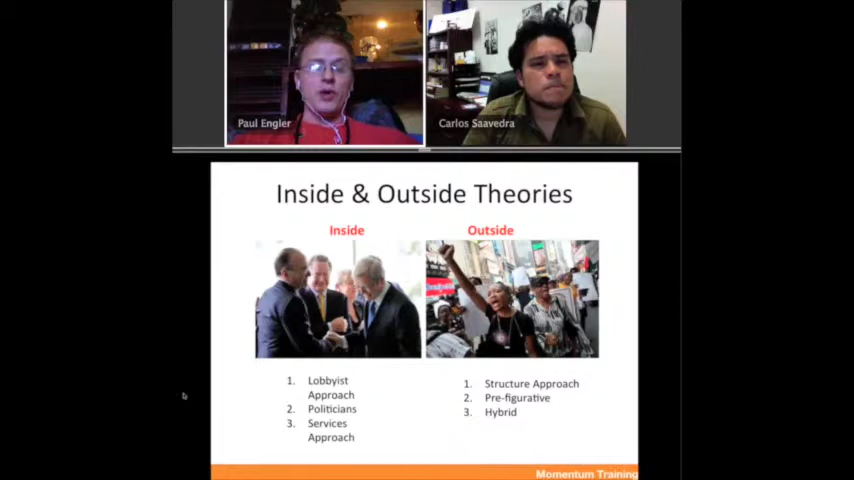 Paul Engler
Carlos Saavedra
Inside & Outside Theories
Inside
Outside
1. Lobbyist
Approach
2. Politicians
3. Services
Approach
1. Structure Approach
2. Pre-figurative
3. Hybrid
Momentum Training